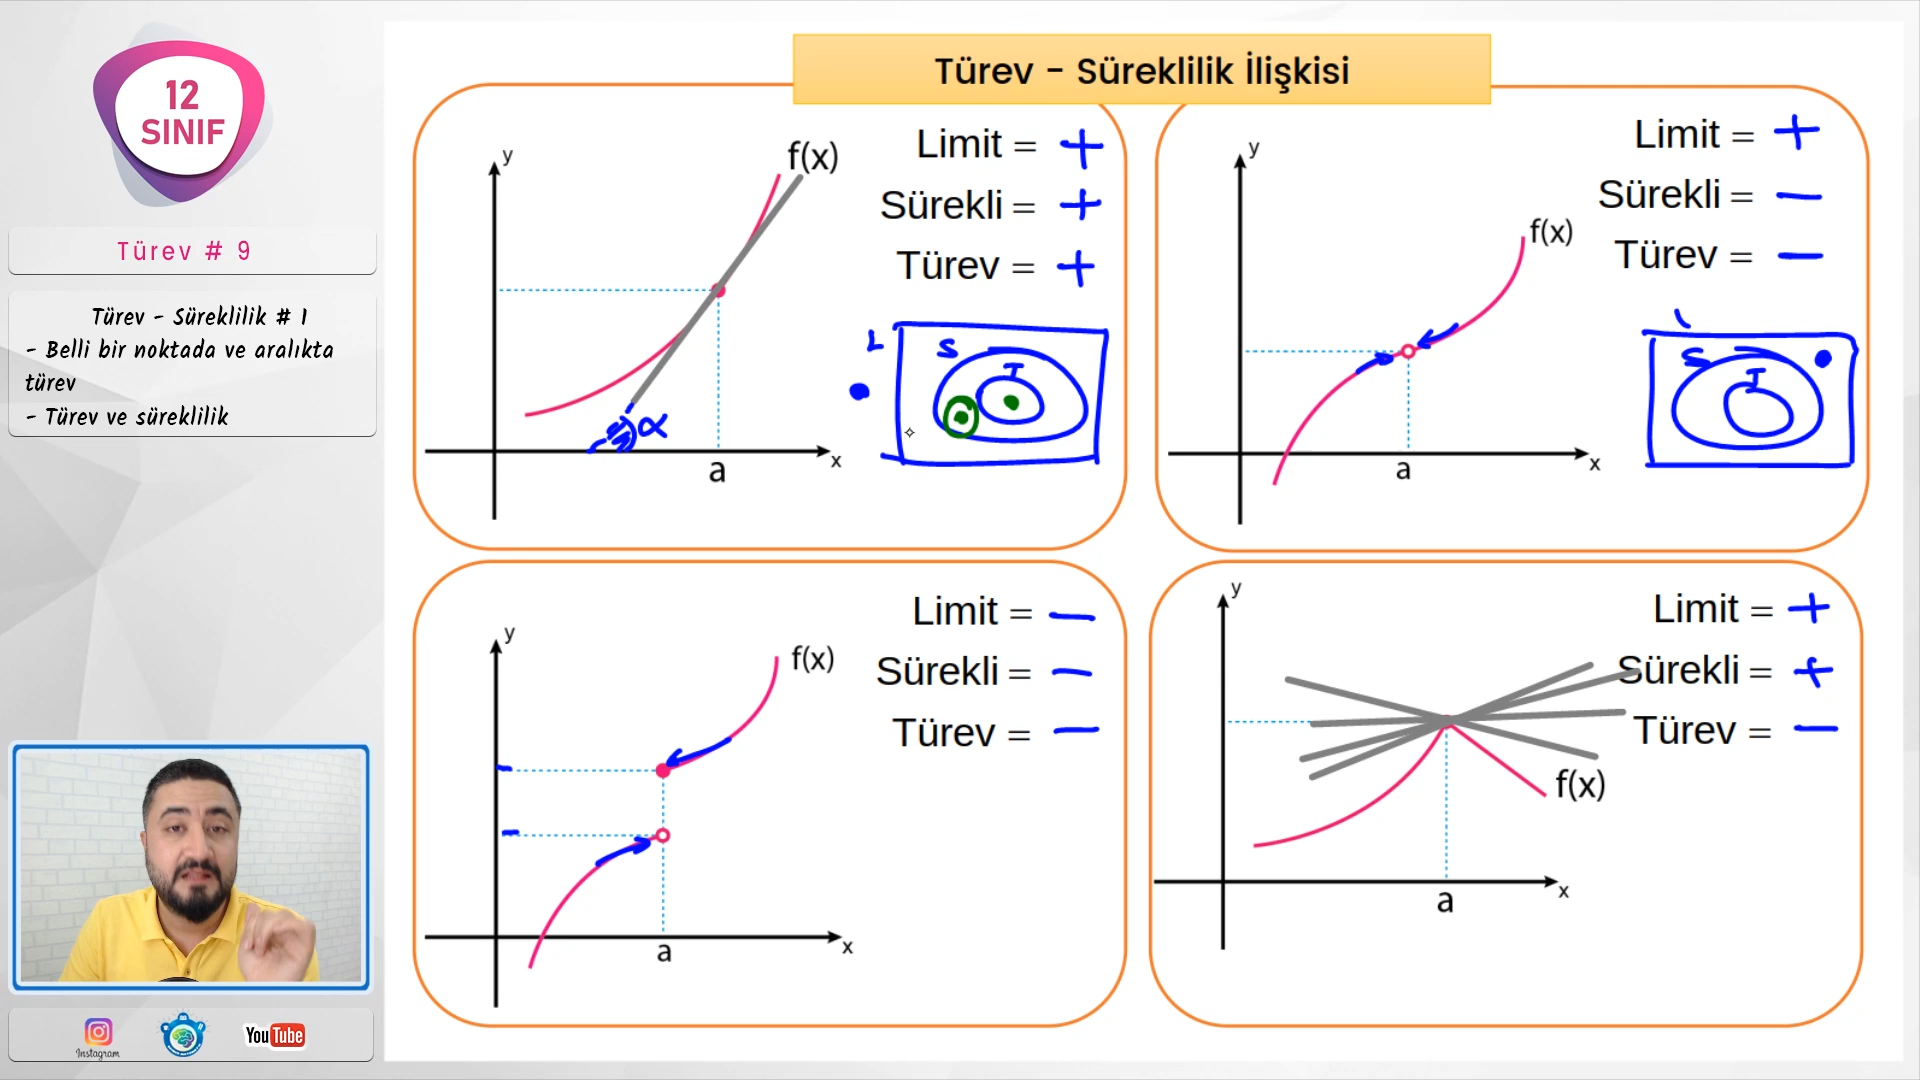 12
SINIF
Türev # 9
Türev - Süreklilik # 1
- Belli bir noktada ve aralıkta
türev
- Türev ve süreklilik
Instagram
YouTube
Türev - Süreklilik İlişkisi
y
f(x)
Limit = +
Sürekli = +
Türev = +
L
S
T
α
a
x
y
f(x)
Limit = +
Sürekli = −
Türev = −
S
T
a
x
y
f(x)
Limit = −
Sürekli = −
Türev = −
a
x
y
Limit = +
Sürekli = +
Türev = −
f(x)
a
x